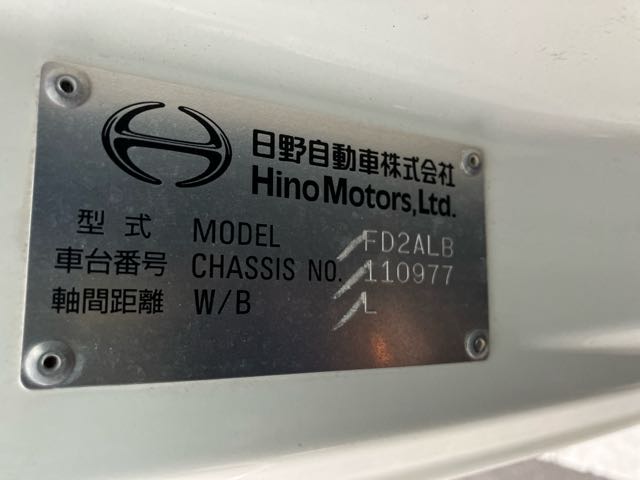 日野自動車株式会社
Hino Motors, Ltd.
型式 MODEL FD2ALB
車台番号 CHASSIS NO. 110977
軸間距離 W/B L